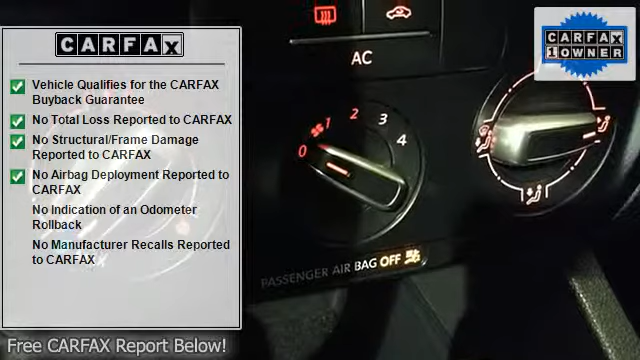 CARFAX
Vehicle Qualifies for the CARFAX
Buyback Guarantee
No Total Loss Reported to CARFAX
No Structural/Frame Damage
Reported to CARFAX
No Airbag Deployment Reported to
CARFAX
No Indication of an Odometer
Rollback
No Manufacturer Recalls Reported
to CARFAX
Free CARFAX Report Below!
CARFAX
1 OWNER
AC
0 1 2 3 4
PASSENGER AIR BAG OFF